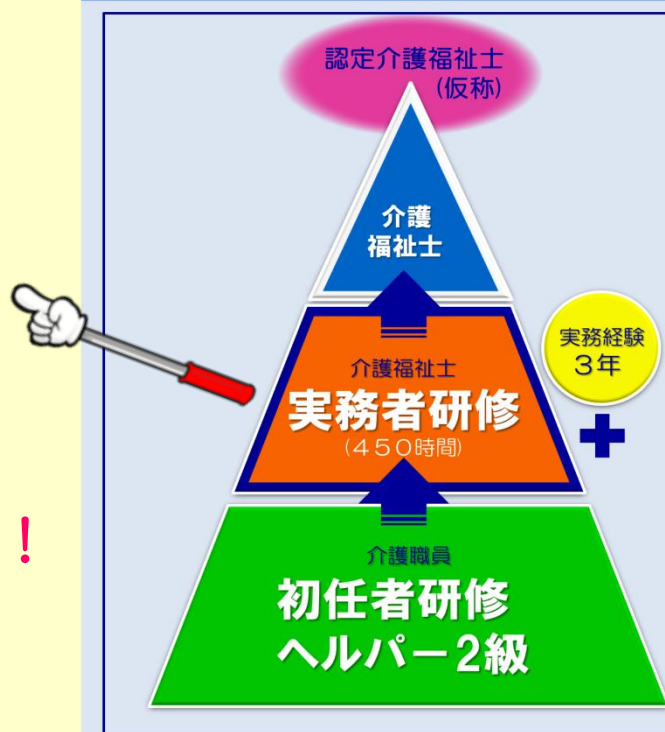 認定介護福祉士
(仮称)
介護
福祉士
実務経験
3年
+
介護福祉士
実務者研修
(450時間)
介護職員
初任者研修
ヘルパー2級
!